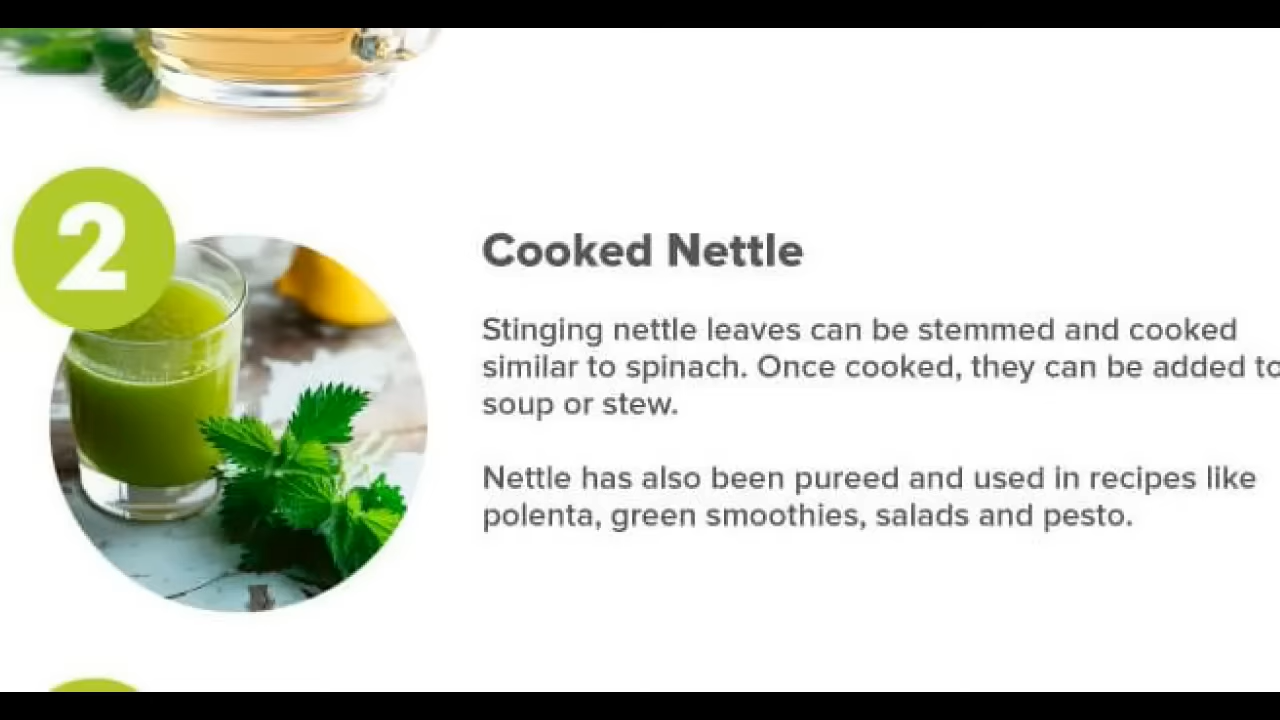 2
Cooked Nettle
Stinging nettle leaves can be stemmed and cooked
similar to spinach. Once cooked, they can be added to
soup or stew.
Nettle has also been pureed and used in recipes like
polenta, green smoothies, salads and pesto.